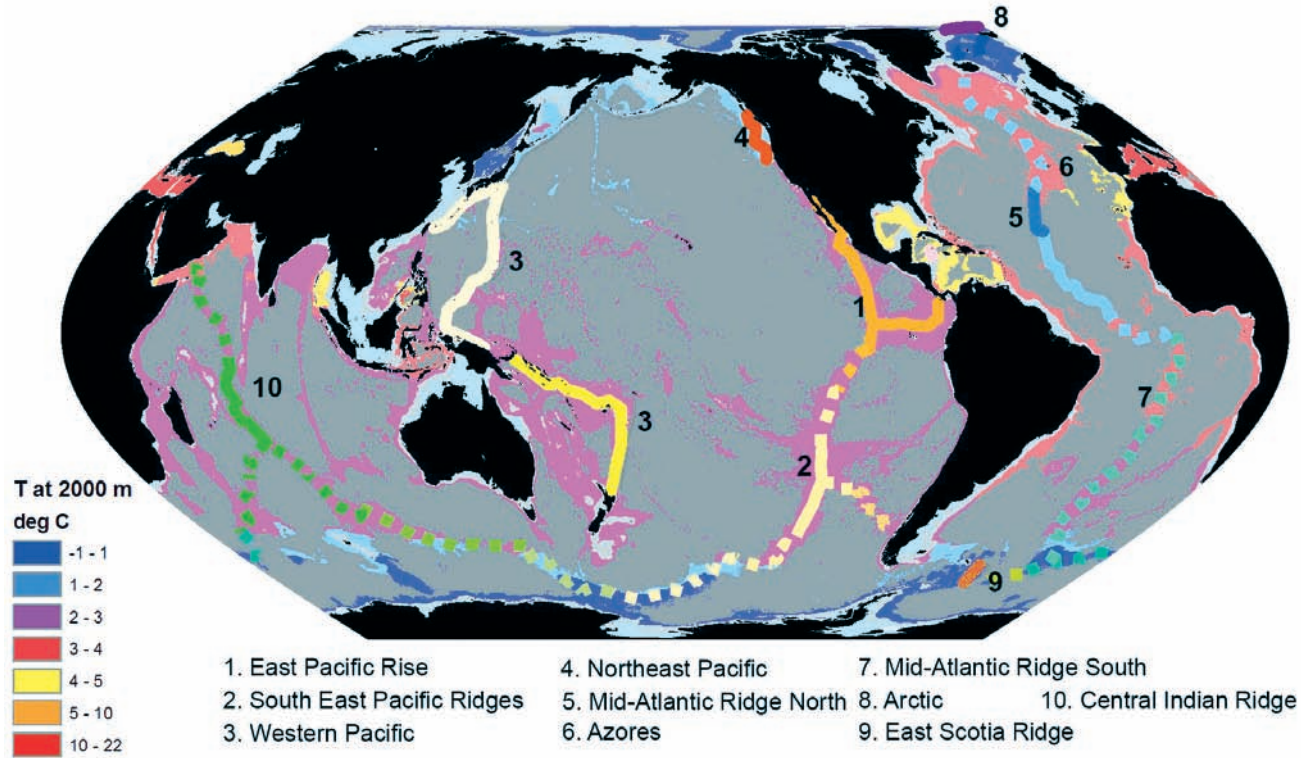 8
4
6
5
3
1
10
7
3
2
9
T at 2000 m
deg C
-1 - 1
1 - 2
2 - 3
3 - 4
4 - 5
5 - 10
10 - 22
1. East Pacific Rise
2. South East Pacific Ridges
3. Western Pacific
4. Northeast Pacific
5. Mid-Atlantic Ridge North
6. Azores
7. Mid-Atlantic Ridge South
8. Arctic
9. East Scotia Ridge
10. Central Indian Ridge